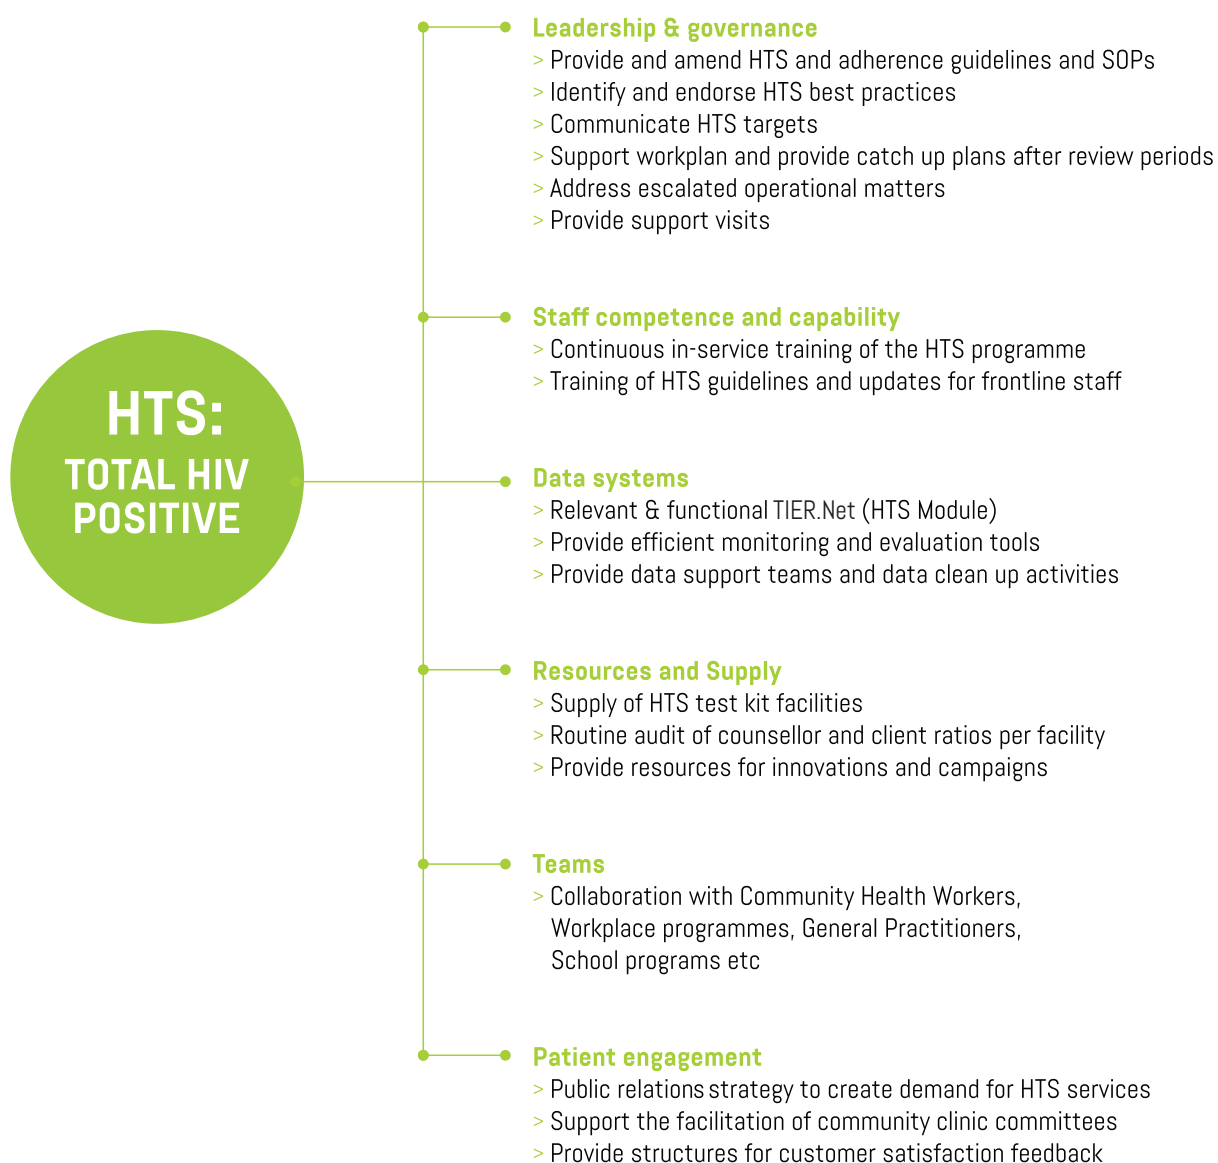 HTS:
TOTAL HIV
POSITIVE
Leadership & governance
> Provide and amend HTS and adherence guidelines and SOPs
> Identify and endorse HTS best practices
> Communicate HTS targets
> Support workplan and provide catch up plans after review periods
> Address escalated operational matters
> Provide support visits
Staff competence and capability
> Continuous in-service training of the HTS programme
> Training of HTS guidelines and updates for frontline staff
Data systems
> Relevant & functional TIER.Net (HTS Module)
> Provide efficient monitoring and evaluation tools
> Provide data support teams and data clean up activities
Resources and Supply
> Supply of HTS test kit facilities
> Routine audit of counsellor and client ratios per facility
> Provide resources for innovations and campaigns
Teams
> Collaboration with Community Health Workers,
Workplace programmes, General Practitioners,
School programs etc
Patient engagement
> Public relations strategy to create demand for HTS services
> Support the facilitation of community clinic committees
> Provide structures for customer satisfaction feedback